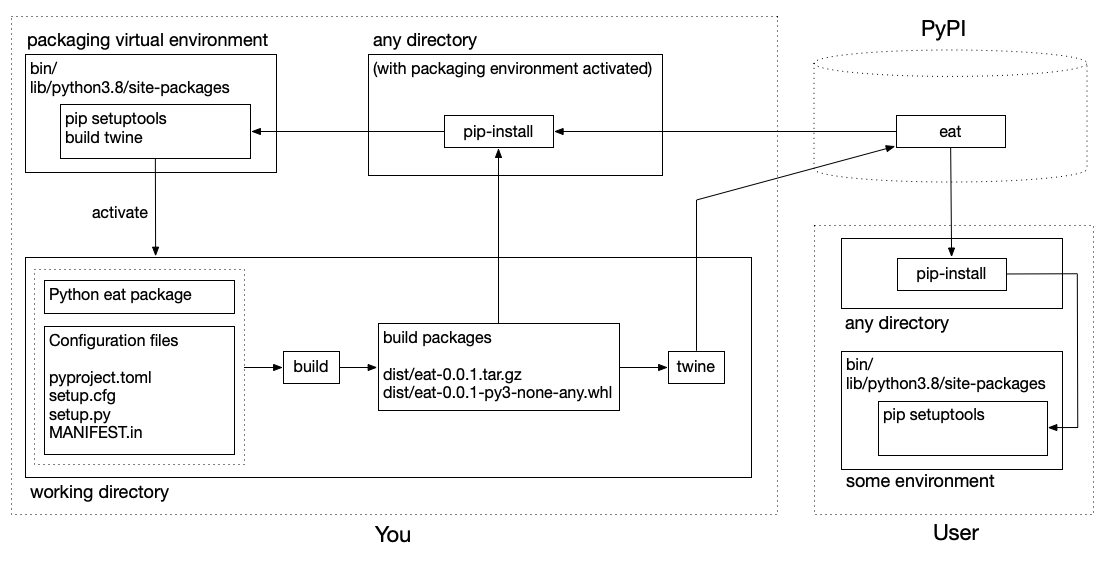 packaging virtual environment
bin/
lib/python3.8/site-packages
pip setuptools
build twine
any directory
(with packaging environment activated)
pip-install
PyPI
eat
activate
Python eat package
Configuration files
pyproject.toml
setup.cfg
setup.py
MANIFEST.in
build
build packages
dist/eat-0.0.1.tar.gz
dist/eat-0.0.1-py3-none-any.whl
twine
working directory
You
pip-install
any directory
bin/
lib/python3.8/site-packages
pip setuptools
some environment
User